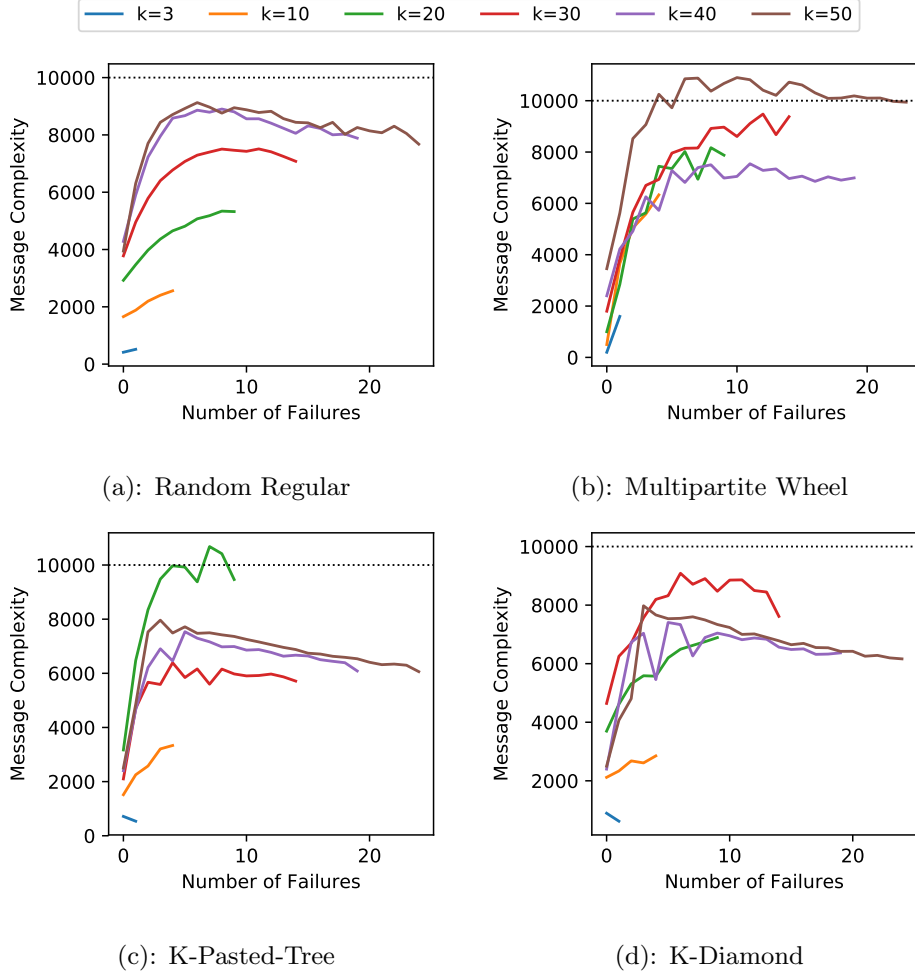 k=3 k=10 k=20 k=30 k=40 k=50
10000
8000
6000
4000
2000
0
Message Complexity
0 10 20
Number of Failures
(a): Random Regular
10000
8000
6000
4000
2000
0
Message Complexity
0 10 20
Number of Failures
(b): Multipartite Wheel
10000
8000
6000
4000
2000
0
Message Complexity
0 10 20
Number of Failures
(c): K-Pasted-Tree
10000
8000
6000
4000
2000
Message Complexity
0 10 20
Number of Failures
(d): K-Diamond